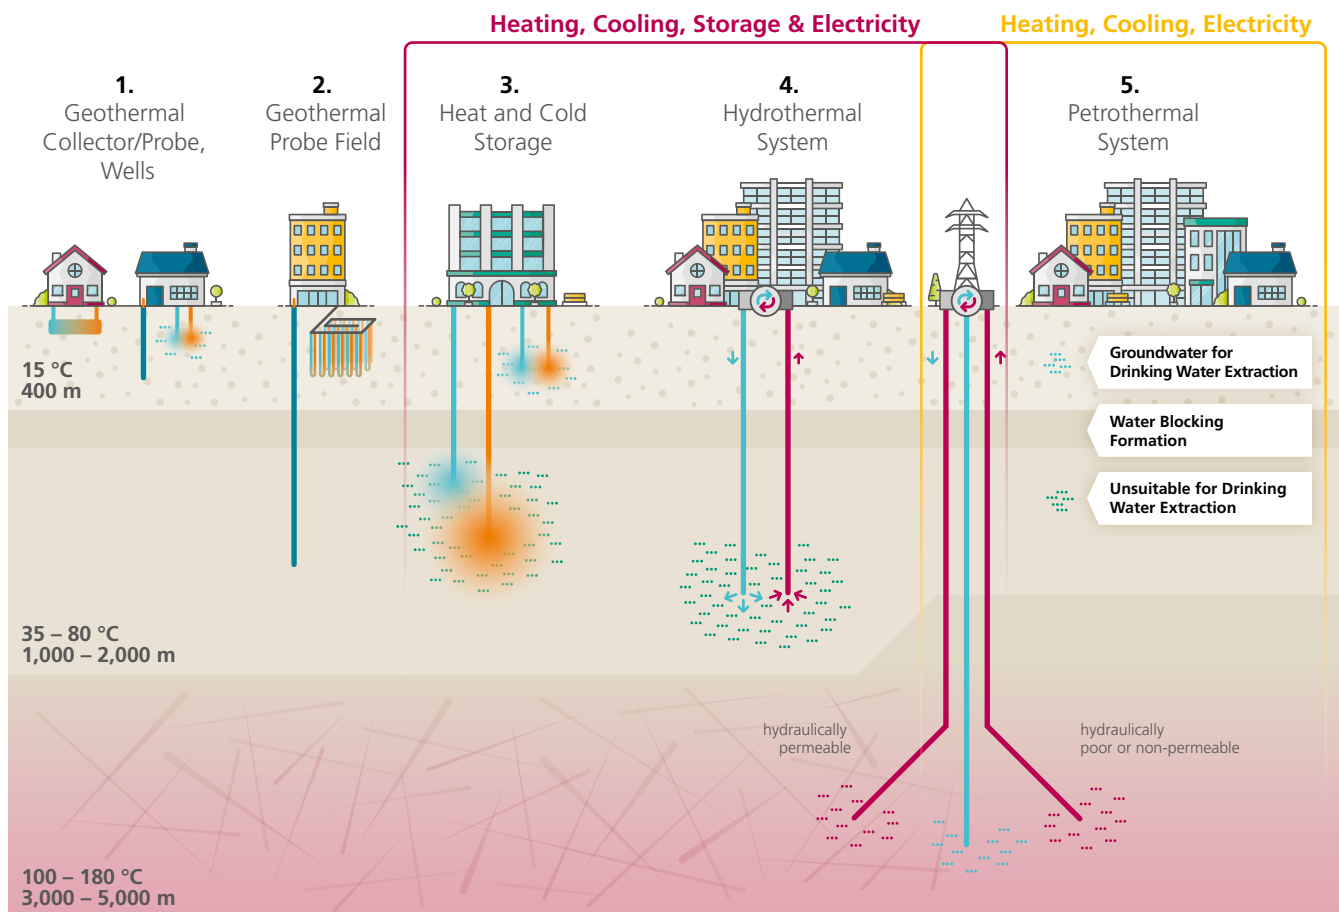 Heating, Cooling, Storage & Electricity
Heating, Cooling, Electricity
1.
Geothermal
Collector/Probe,
Wells
2.
Geothermal
Probe Field
3.
Heat and Cold
Storage
4.
Hydrothermal
System
5.
Petrothermal
System
15 °C
400 m
Groundwater for
Drinking Water Extraction
Water Blocking
Formation
Unsuitable for Drinking
Water Extraction
35 – 80 °C
1,000 – 2,000 m
hydraulically
permeable
hydraulically
poor or non-permeable
100 – 180 °C
3,000 – 5,000 m